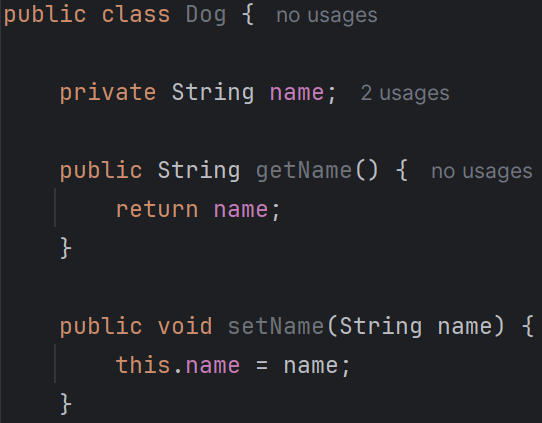 public class Dog { no usages
private String name; 2 usages
public String getName() { no usages
return name;
}
public void setName(String name) {
this.name = name;
}